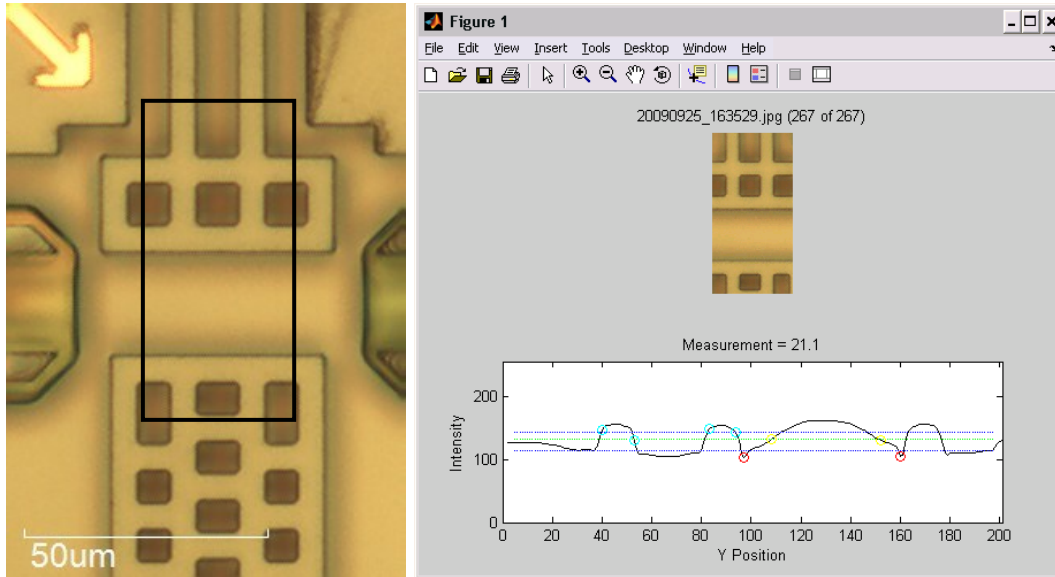 50um
Figure 1
File Edit View Insert Tools Desktop Window Help
20090925_163529.jpg (267 of 267)
Measurement = 21.1
200
100
0
Intensity
0 20 40 60 80 100 120 140 160 180 200
Y Position